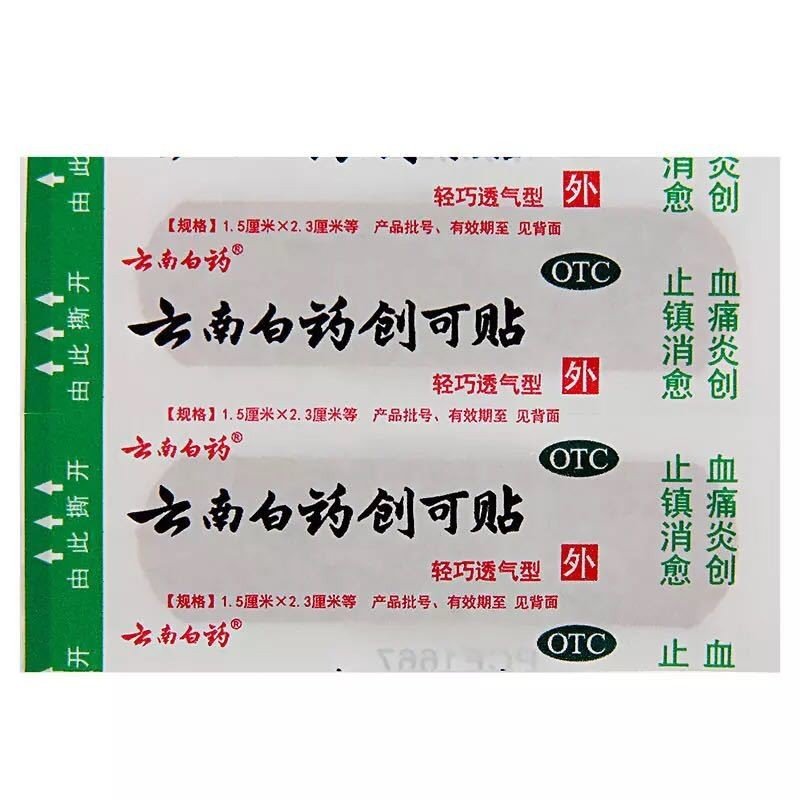 由此
消愈
炎创
轻巧透气型 外
【规格】1.5厘米×2.3厘米等 产品批号、有效期至 见背面
云南白药®
OTC
由此撕开
云南白药创可贴
止血
镇痛
消炎
愈创
轻巧透气型 外
【规格】1.5厘米×2.3厘米等 产品批号、有效期至 见背面
云南白药®
OTC
由此撕开
云南白药创可贴
止血
镇痛
消炎
愈创
轻巧透气型 外
【规格】1.5厘米×2.3厘米等 产品批号、有效期至 见背面
云南白药®
OTC
开
止血